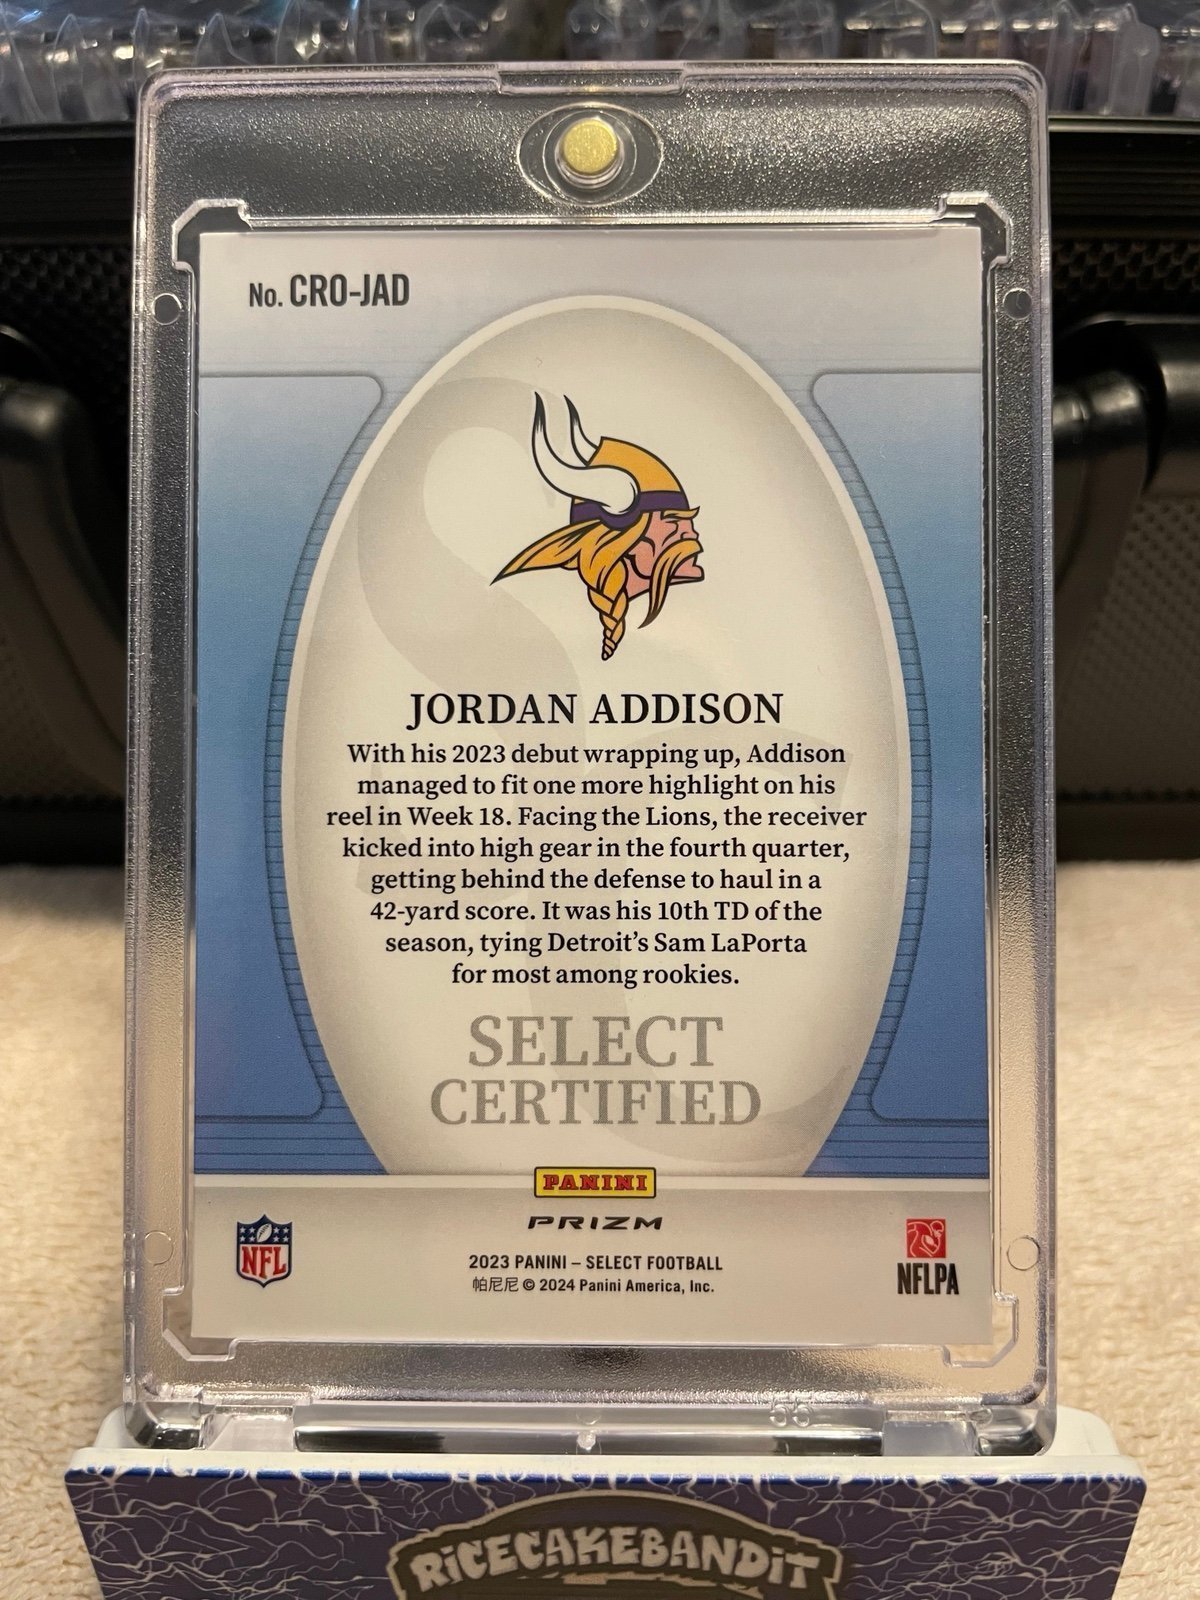 No. CRO-JAD
JORDAN ADDISON
With his 2023 debut wrapping up, Addison
managed to fit one more highlight on his
reel in Week 18. Facing the Lions, the receiver
kicked into high gear in the fourth quarter,
getting behind the defense to haul in a
42-yard score. It was his 10th TD of the
season, tying Detroit's Sam LaPorta
for most among rookies.
SELECT
CERTIFIED
PANINI
PRIZM
NFL
2023 PANINI – SELECT FOOTBALL
帕尼尼 © 2024 Panini America, Inc.
NFLPA
55
RICECAKEBANDIT